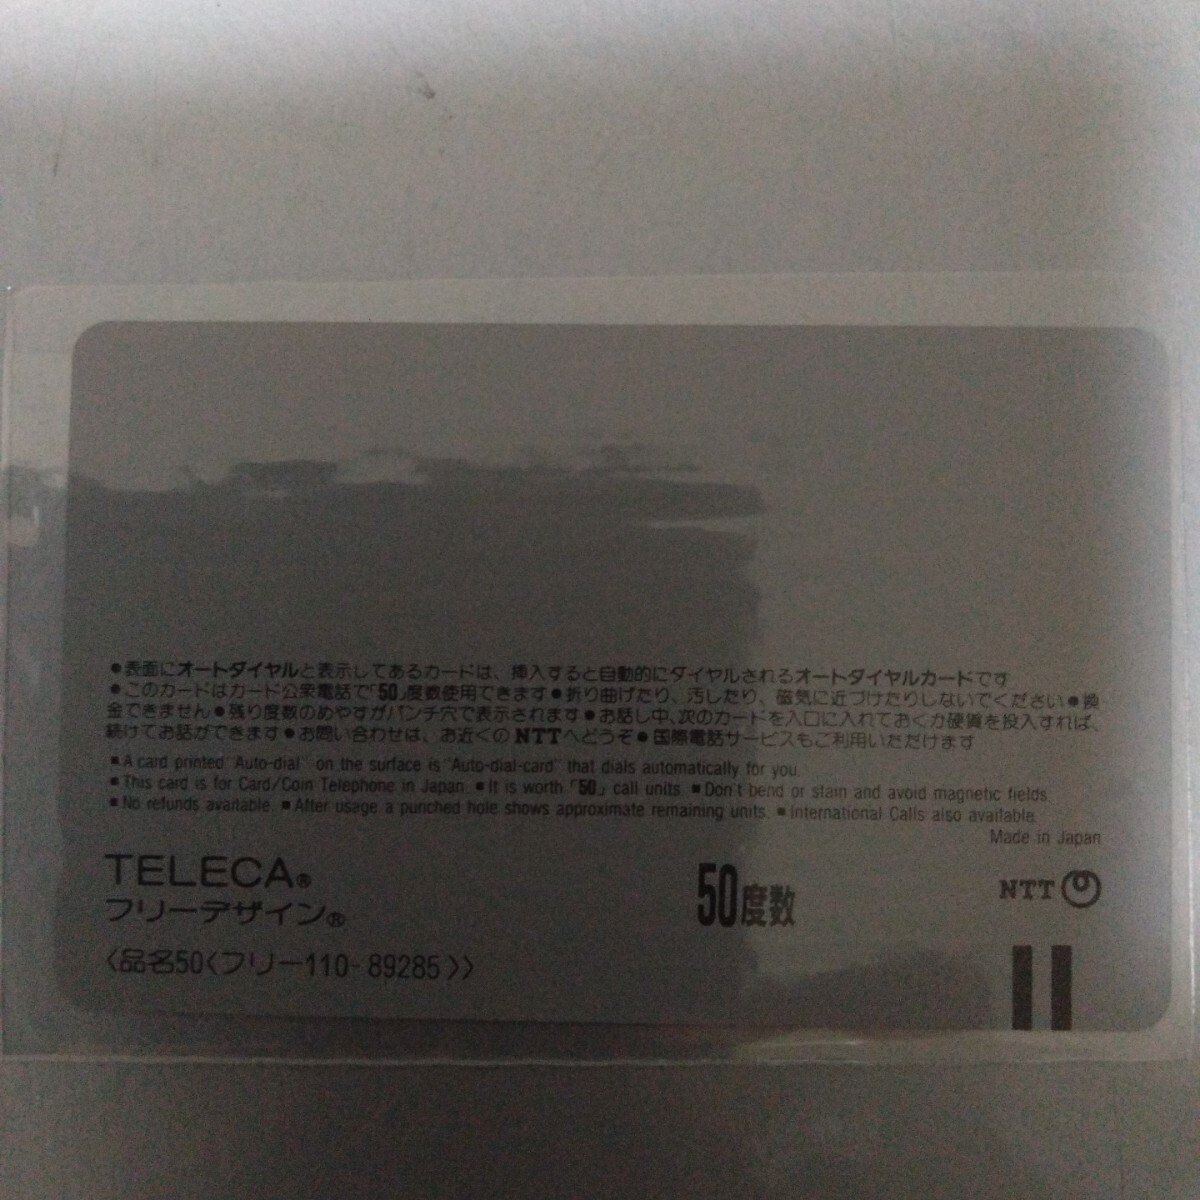 ●表面にオートダイヤルと表示してあるカードは、挿入すると自動的にダイヤルされるオートダイヤルカードです
●このカードはカード公衆電話で｢50｣度数使用できます●折り曲げたり、汚したり、磁気に近づけたりしないでください●換
金できません●残り度数のめやすがパンチ穴で表示されます●お話し中、次のカードを入口に入れておくか硬貨を投入すれば、
続けてお話ができます●お問い合わせは、お近くのNTTへどうぞ●国際電話サービスもご利用いただけます
■A card printed "Auto-dial" on the surface is "Auto-dial-card" that dials automatically for you.
■This card is for Card/Coin Telephone in Japan. ■It is worth「50」call units. ■Don't bend or stain and avoid magnetic fields.
■No refunds available. ■After usage a punched hole shows approximate remaining units. ■International Calls also available.
Made in Japan
TELECA®
フリーデザイン®
50度数
NTT
〈品名50〈フリー110-89285〉〉